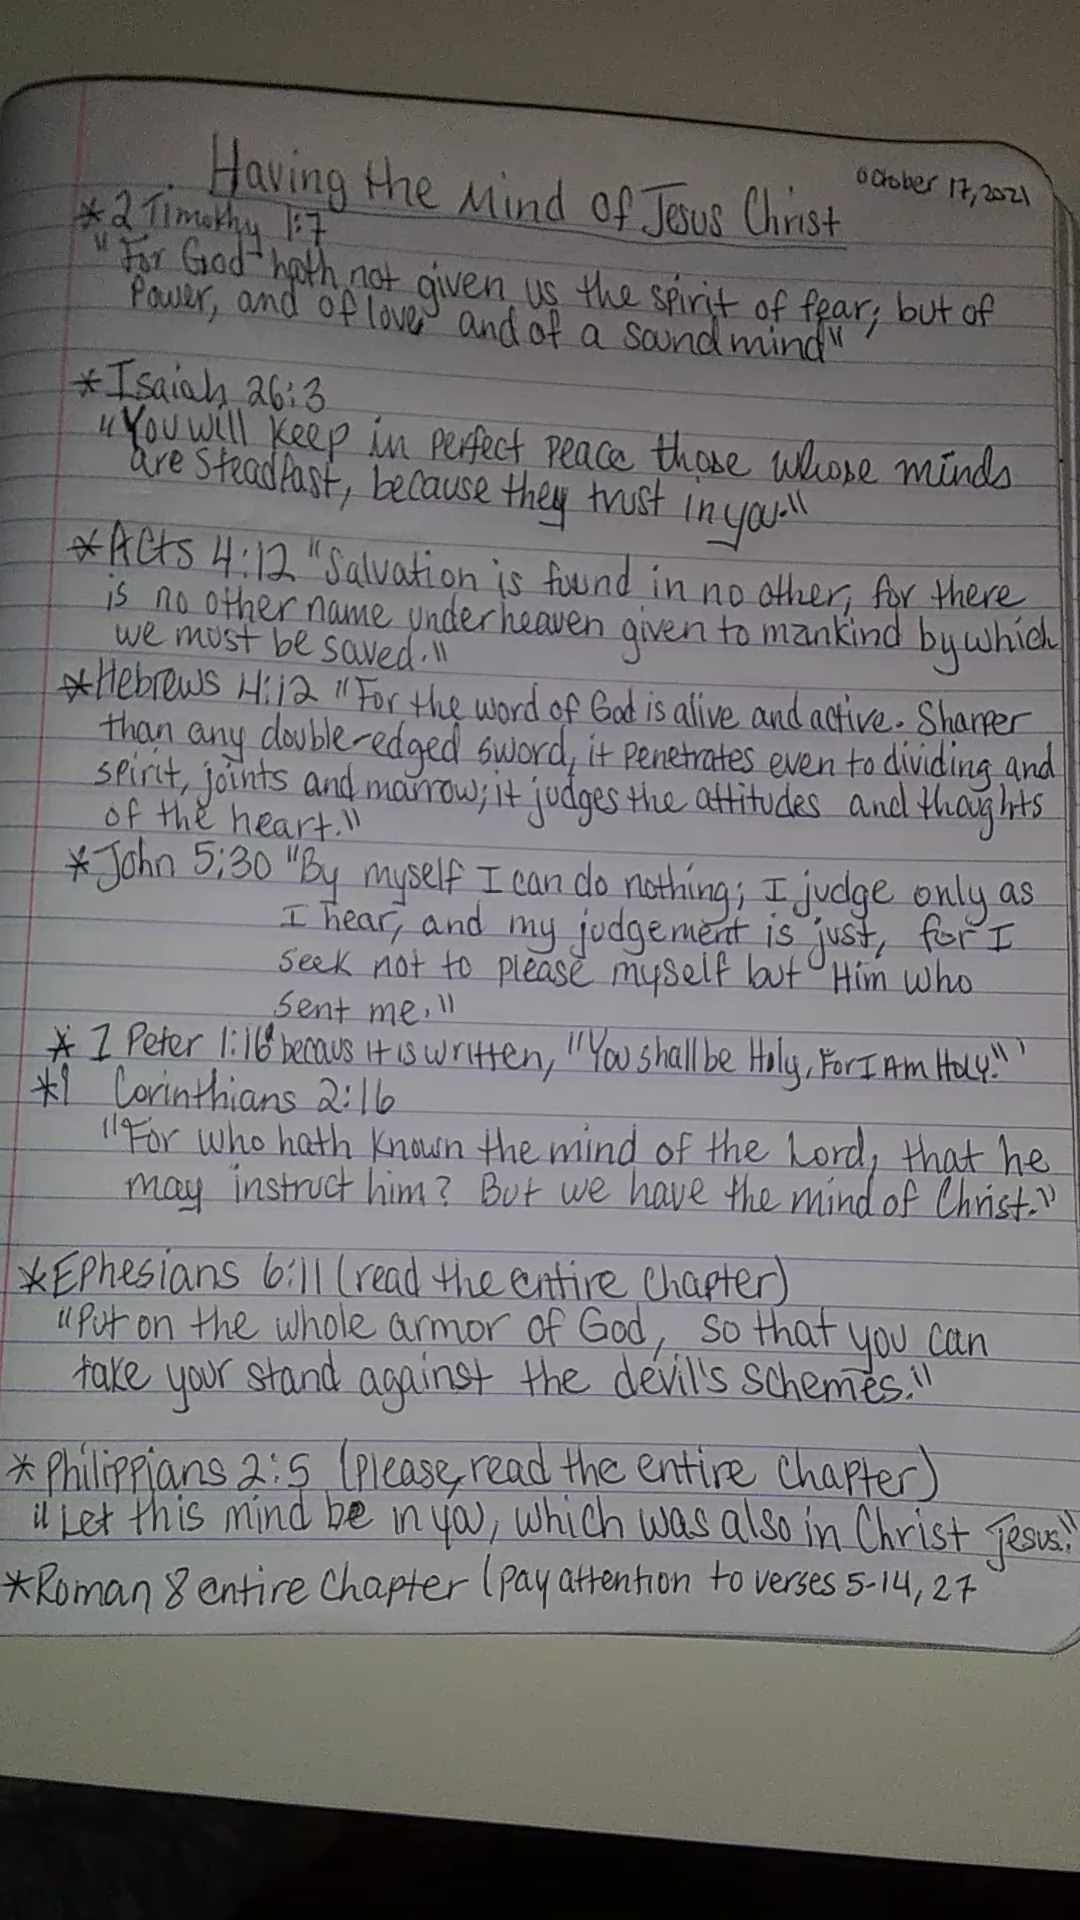 Having the Mind Of Jesus Christ
October 17, 2021
*2 Timothy 1:7
"For God hath not given us the spirit of fear; but of
Power, and of love, and of a sound mind"
*Isaiah 26:3
"You will keep in perfect peace those whose minds
are steadfast, because they trust in you."
*Acts 4:12 "Salvation is found in no other, for there
is no other name under heaven given to mankind by which
we must be saved."
*Hebrews 4:12 "For the word of God is alive and active. Sharper
than any double-edged sword, it penetrates even to dividing and
spirit, joints and marrow; it judges the attitudes and thoughts
of the heart."
*John 5:30 "By myself I can do nothing; I judge only as
I hear, and my judgement is just, for I
seek not to please myself but Him who
sent me."
* I Peter 1:16 becaus it is written, "You shall be Holy, For I Am Holy."'
*1 Corinthians 2:16
"For who hath known the mind of the Lord, that he
may instruct him? But we have the mind of Christ."
*Ephesians 6:11 (read the entire chapter)
"Put on the whole armor of God, so that you can
take your stand against the devil's schemes."
*Philippians 2:5 (please, read the entire chapter)
"Let this mind be in you, which was also in Christ Jesus."
*Roman 8 entire Chapter (pay attention to verses 5-14, 27